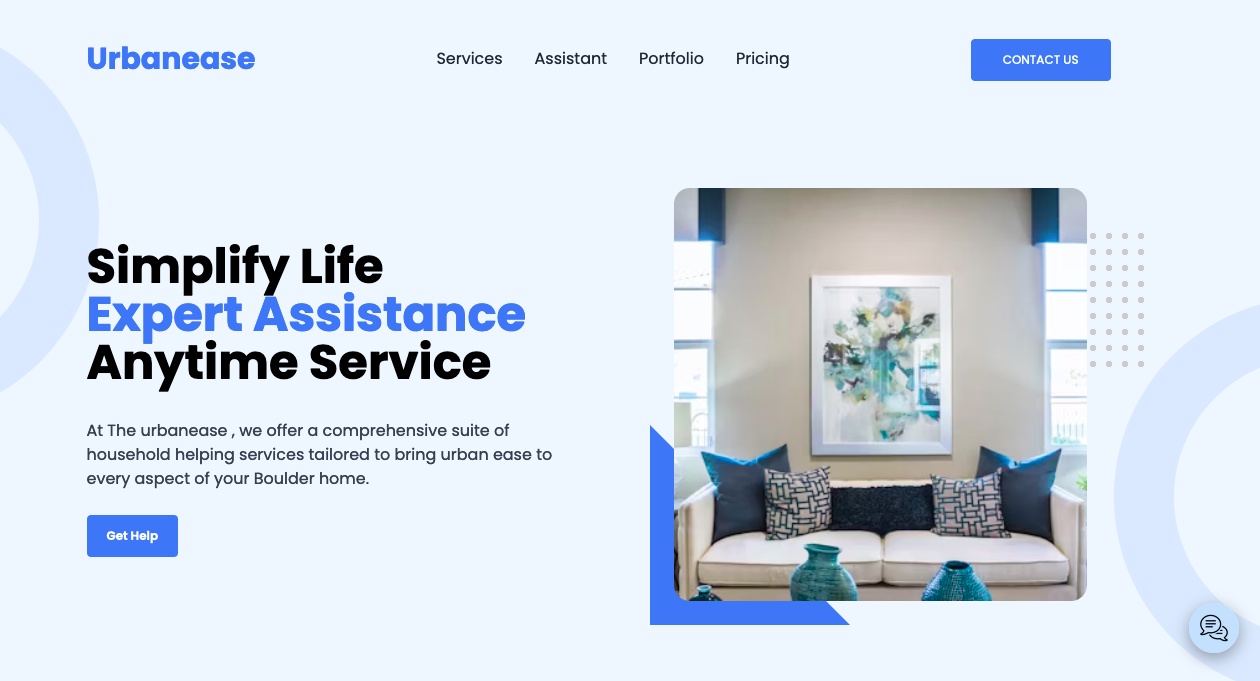 Urbanease
Services Assistant Portfolio Pricing
CONTACT US
Simplify Life
Expert Assistance
Anytime Service
At The urbanease , we offer a comprehensive suite of
household helping services tailored to bring urban ease to
every aspect of your Boulder home.
Get Help